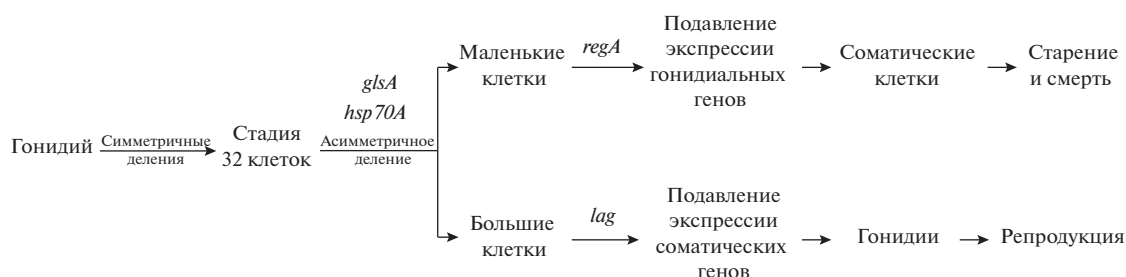 Гонидий
Симметричные
деления
Стадия
32 клеток
glsA
hsp70A
Асимметричное
деление
Маленькие
клетки
regA
Подавление
экспрессии
гонидиальных
генов
Соматические
клетки
Старение
и смерть
Большие
клетки
lag
Подавление
экспрессии
соматических
генов
Гонидии
Репродукция